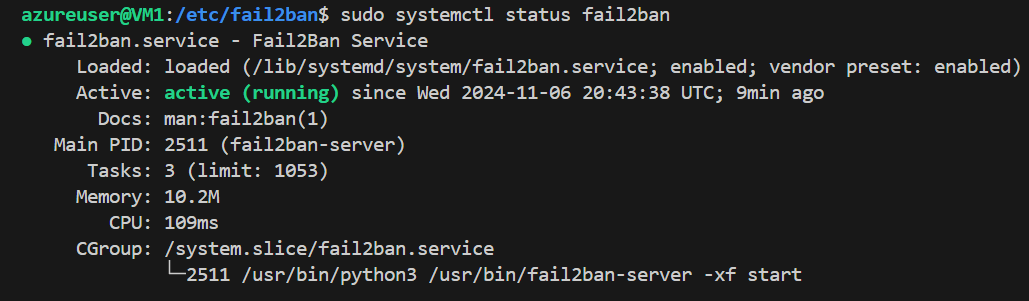 azureuser@VM1:/etc/fail2ban$ sudo systemctl status fail2ban
● fail2ban.service - Fail2Ban Service
Loaded: loaded (/lib/systemd/system/fail2ban.service; enabled; vendor preset: enabled)
Active: active (running) since Wed 2024-11-06 20:43:38 UTC; 9min ago
Docs: man:fail2ban(1)
Main PID: 2511 (fail2ban-server)
Tasks: 3 (limit: 1053)
Memory: 10.2M
CPU: 109ms
CGroup: /system.slice/fail2ban.service
└─2511 /usr/bin/python3 /usr/bin/fail2ban-server -xf start